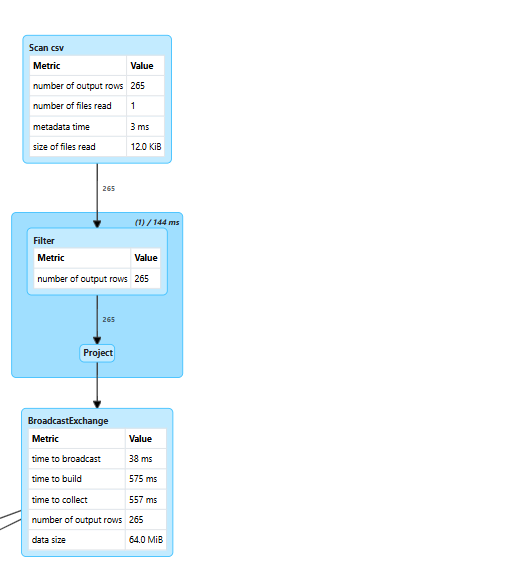 Scan csv
Metric Value
number of output rows 265
number of files read 1
metadata time 3 ms
size of files read 12.0 KiB
265
(1) / 144 ms
Filter
Metric Value
number of output rows 265
265
Project
BroadcastExchange
Metric Value
time to broadcast 38 ms
time to build 575 ms
time to collect 557 ms
number of output rows 265
data size 64.0 MiB